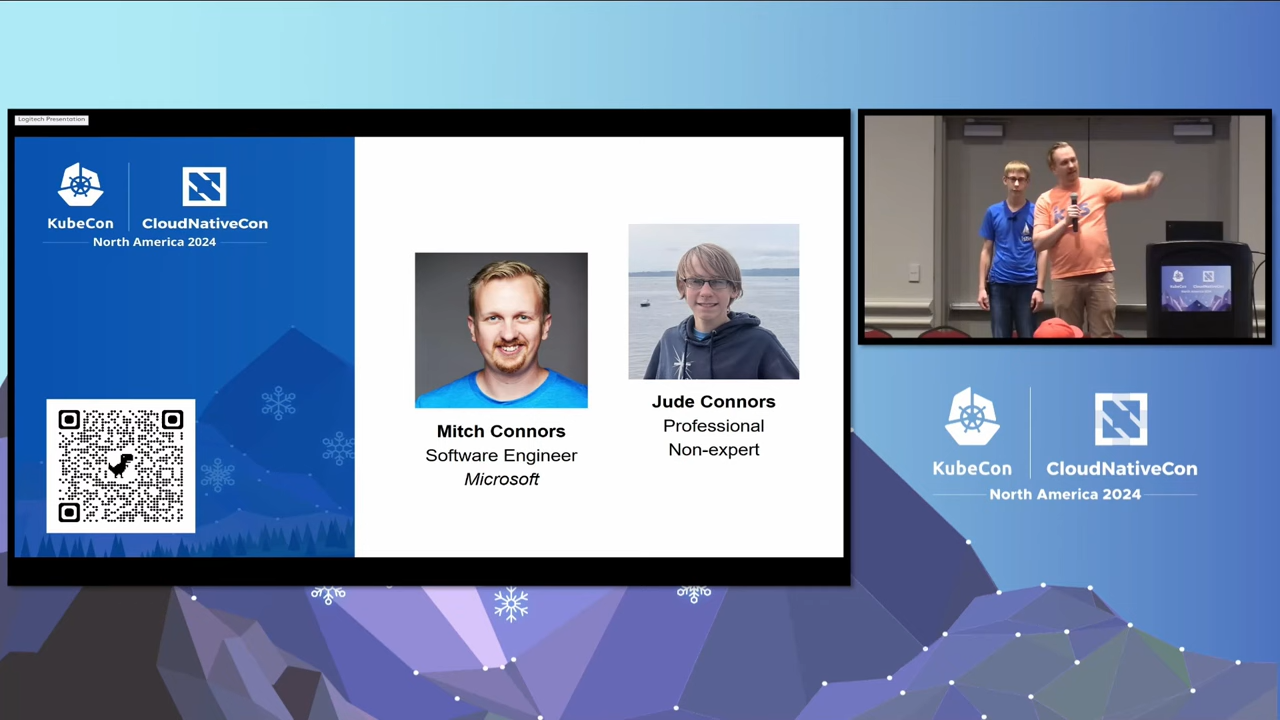 Logitech Presentation
KubeCon
CloudNativeCon
North America 2024
Mitch Connors
Software Engineer
Microsoft
Jude Connors
Professional
Non-expert
KubeCon
CloudNativeCon
North America 2024